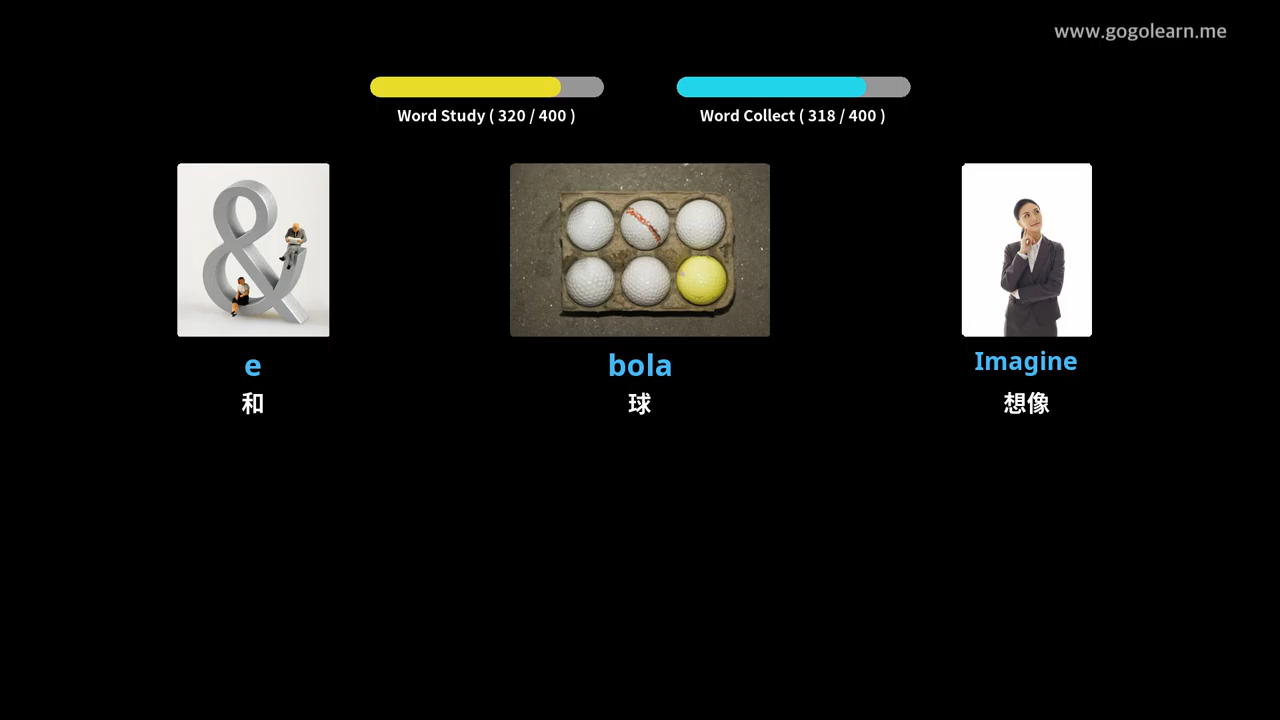 www.gogolearn.me
Word Study ( 320 / 400 )
Word Collect ( 318 / 400 )
&
e
和
bola
球
Imagine
想像